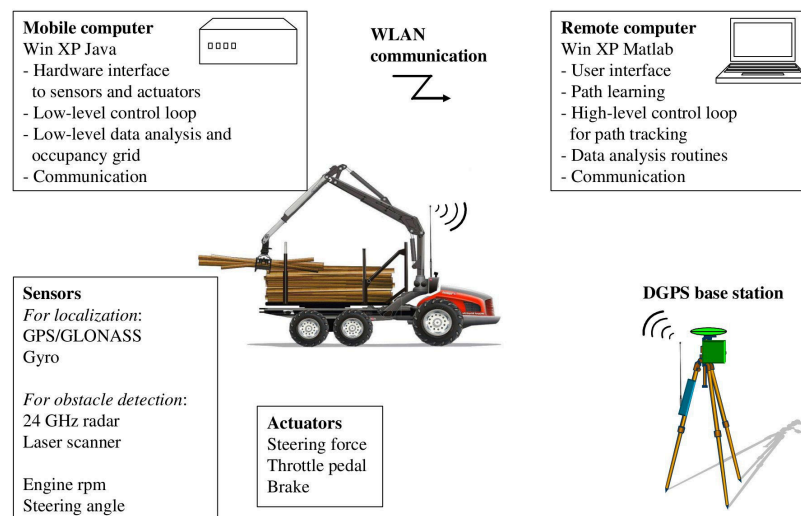 Mobile computer
Win XP Java
- Hardware interface
to sensors and actuators
- Low-level control loop
- Low-level data analysis and
occupancy grid
- Communication
WLAN
communication
Remote computer
Win XP Matlab
- User interface
- Path learning
- High-level control loop
for path tracking
- Data analysis routines
- Communication
Sensors
For localization:
GPS/GLONASS
Gyro
For obstacle detection:
24 GHz radar
Laser scanner
Engine rpm
Steering angle
Actuators
Steering force
Throttle pedal
Brake
DGPS base station